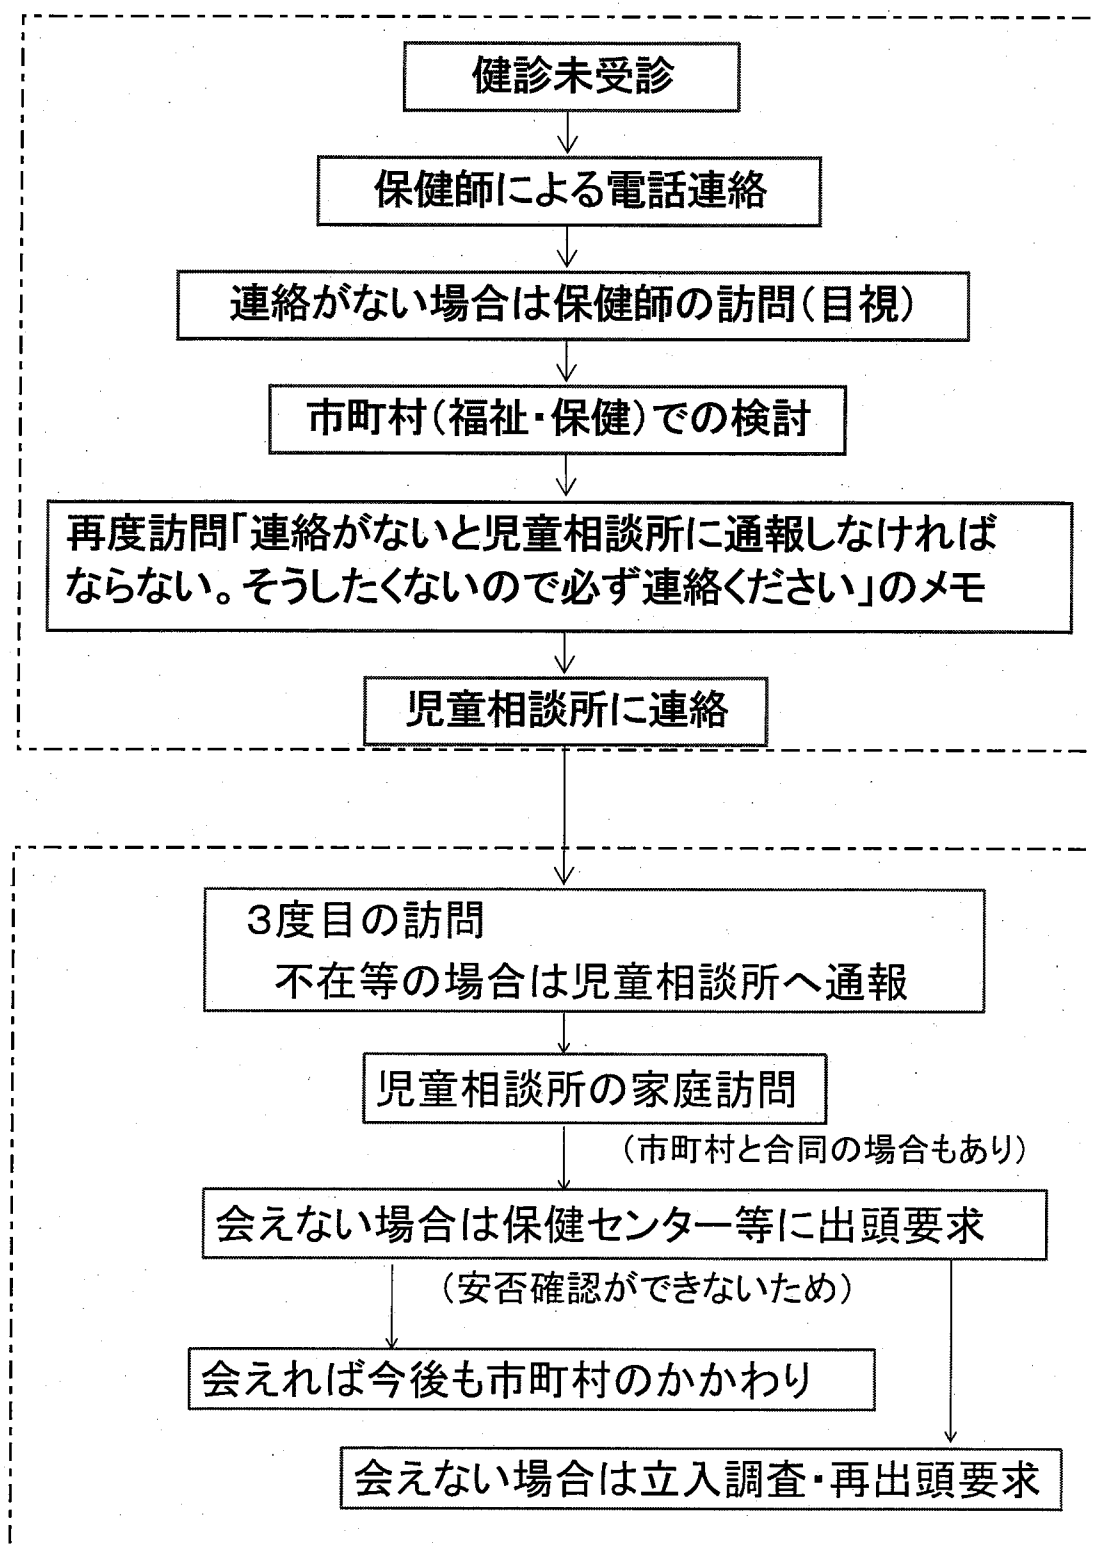 健診未受診
保健師による電話連絡
連絡がない場合は保健師の訪問（目視）
市町村（福祉・保健）での検討
再度訪問「連絡がないと児童相談所に通報しなければ
ならない。そうしたくないので必ず連絡ください」のメモ
児童相談所に連絡
３度目の訪問
不在等の場合は児童相談所へ通報
児童相談所の家庭訪問
（市町村と合同の場合もあり）
会えない場合は保健センター等に出頭要求
（安否確認ができないため）
会えれば今後も市町村のかかわり
会えない場合は立入調査・再出頭要求